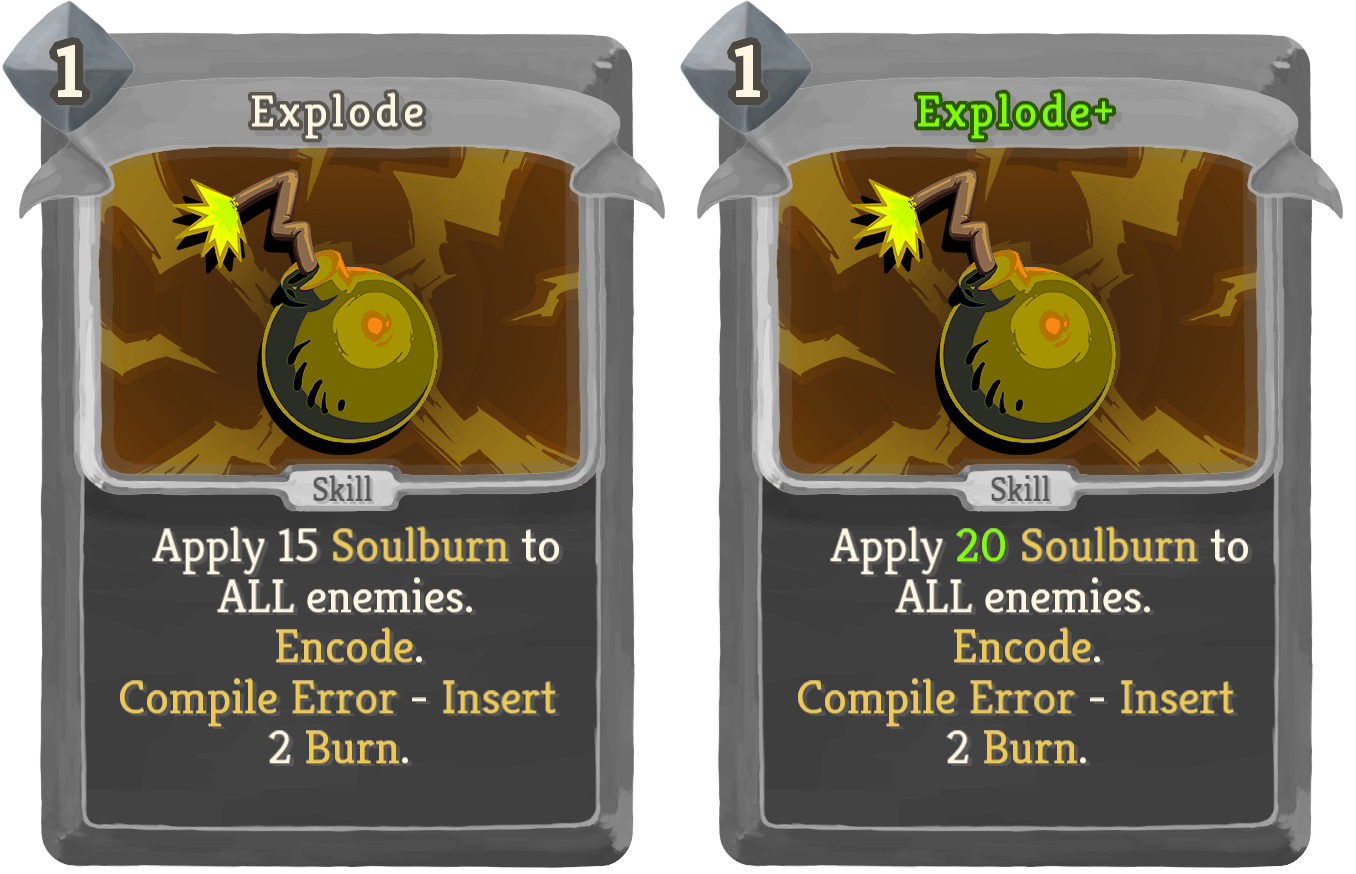 1
Explode
Skill
Apply 15 Soulburn to
ALL enemies.
Encode.
Compile Error - Insert
2 Burn.
1
Explode+
Skill
Apply 20 Soulburn to
ALL enemies.
Encode.
Compile Error - Insert
2 Burn.